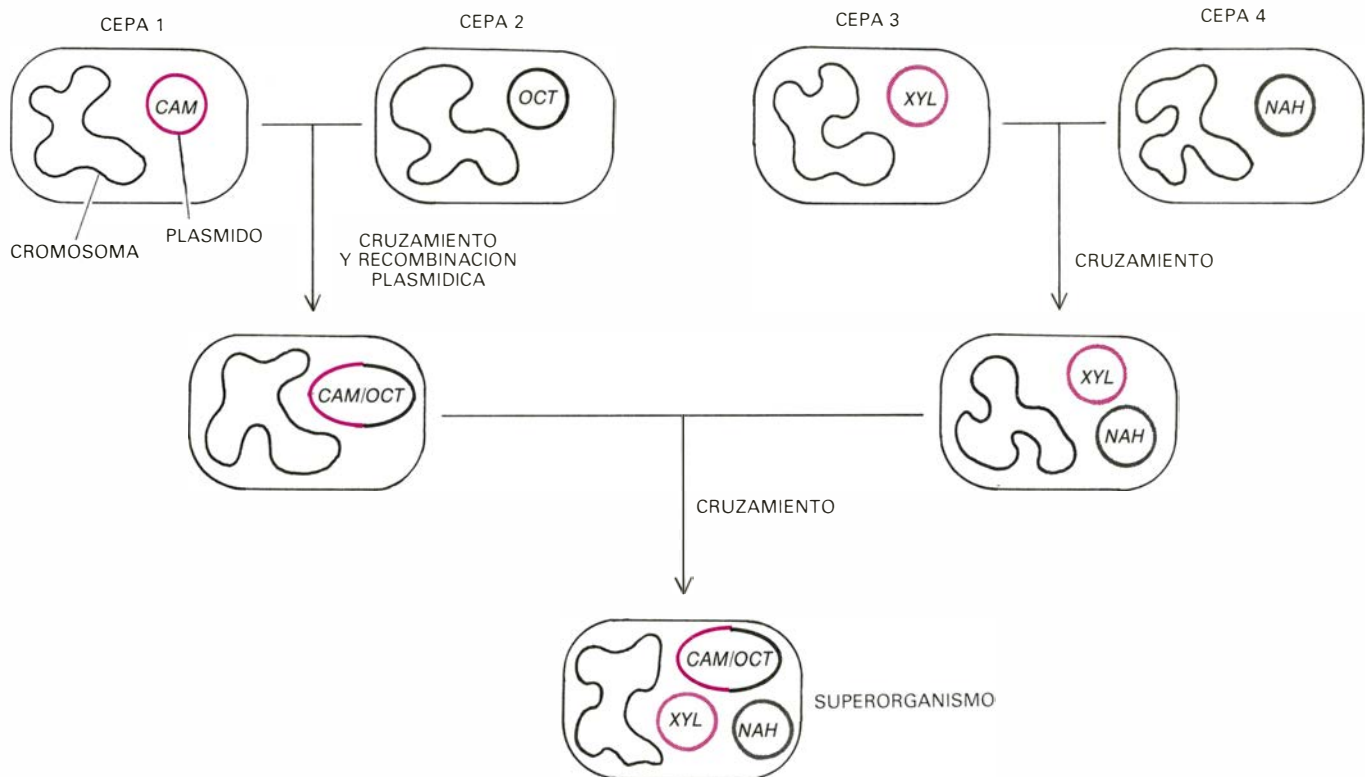 CEPA 1
CEPA 2
CEPA 3
CEPA 4
CAM
OCT
XYL
NAH
CROMOSOMA
PLASMIDO
CRUZAMIENTO
Y RECOMBINACION
PLASMIDICA
CRUZAMIENTO
CAM/OCT
XYL
NAH
CRUZAMIENTO
CAM/OCT
XYL
NAH
SUPERORGANISMO